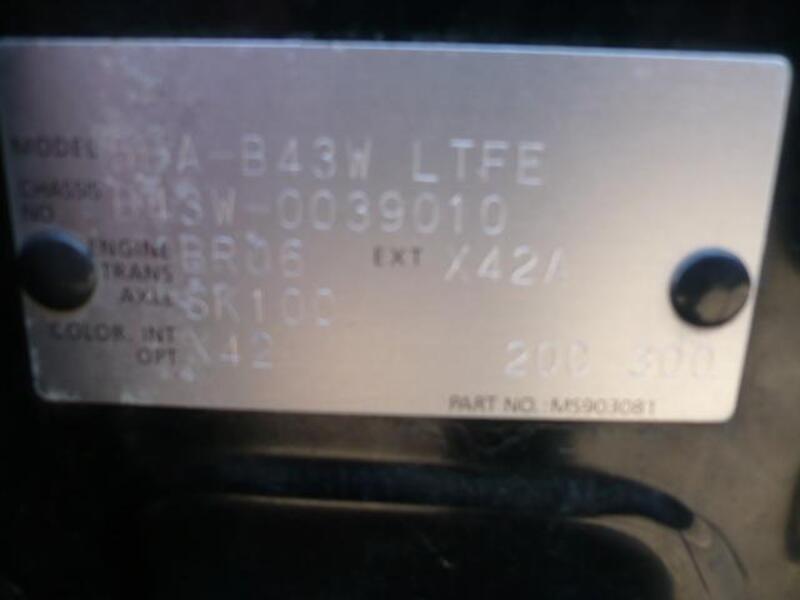 MODEL 5BA-B43W LTFE
CHASSIS NO. B43W-0039010
ENGINE BR06 EXT X42A
TRANS AXLE
COLOR, INT X42
OPT 200 300
PART NO. : MS903081